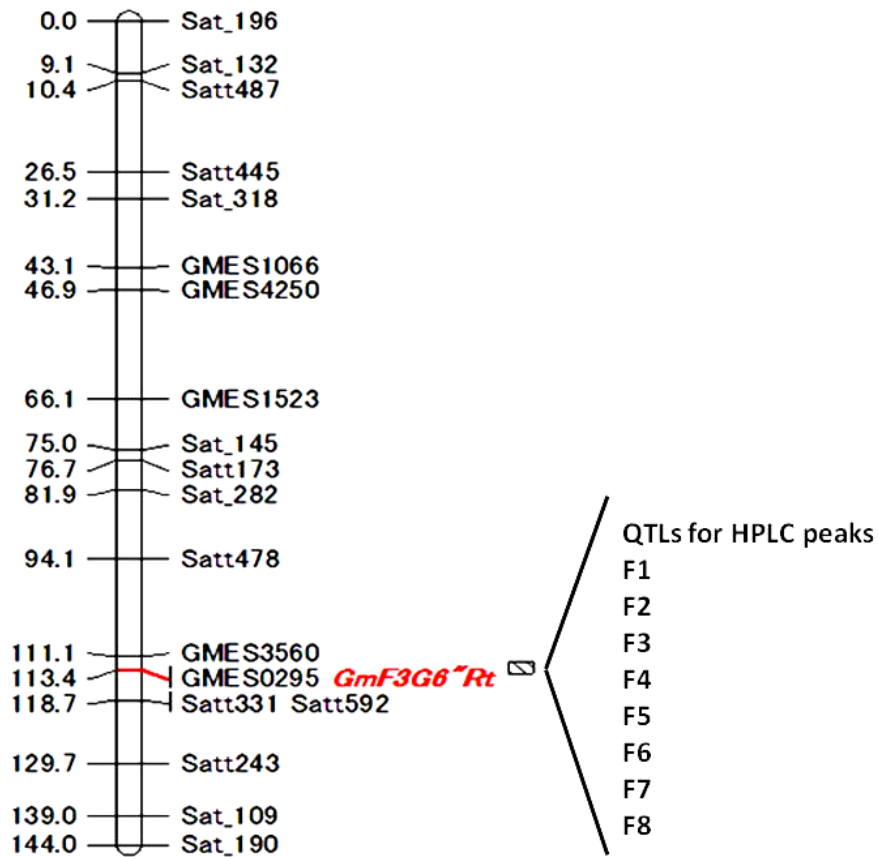 0.0 Sat_196
9.1 Sat_132
10.4 Satt487
26.5 Satt445
31.2 Sat_318
43.1 GMES1066
46.9 GMES4250
66.1 GMES1523
75.0 Sat_145
76.7 Satt173
81.9 Sat_282
94.1 Satt478
111.1 GMES3560
113.4 GMES0295 GmF3G6"Rt
118.7 Satt331 Satt592
129.7 Satt243
139.0 Sat_109
144.0 Sat_190
QTLs for HPLC peaks
F1
F2
F3
F4
F5
F6
F7
F8